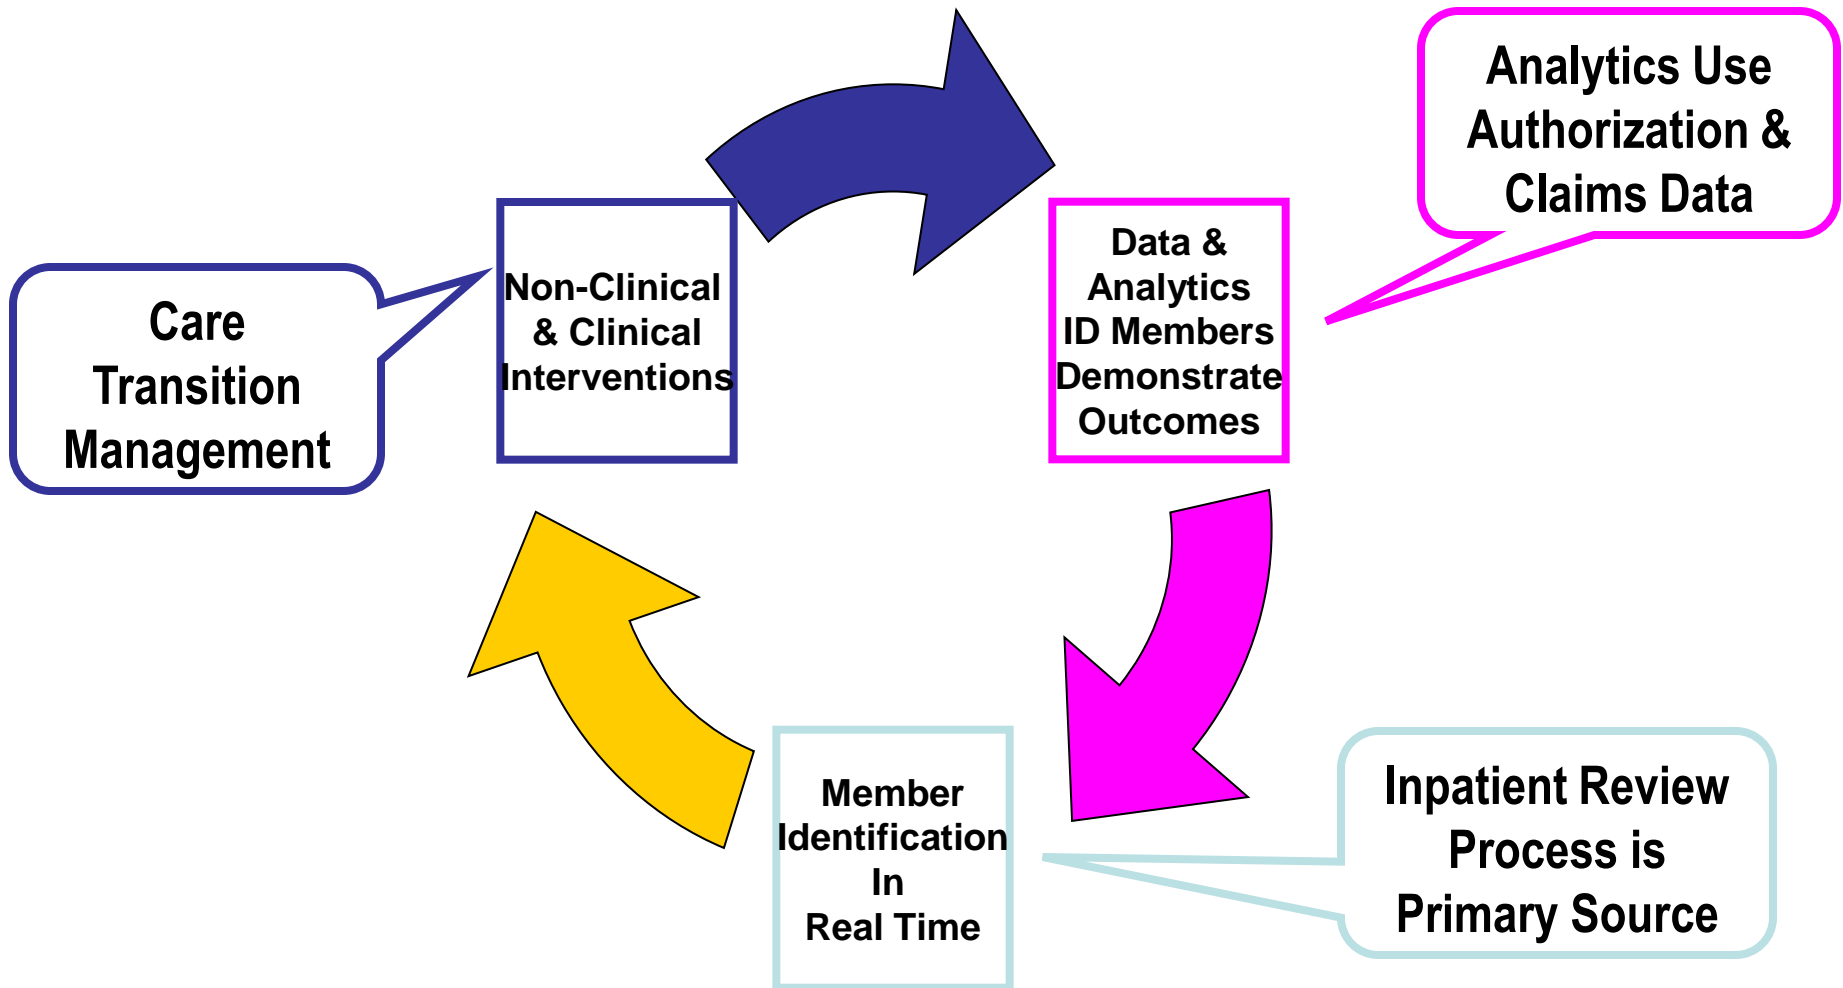 Analytics Use
Authorization &
Claims Data
Data &
Analytics
ID Members
Demonstrate
Outcomes
Non-Clinical
& Clinical
Interventions
Care
Transition
Management
Member
Identification
In
Real Time
Inpatient Review
Process is
Primary Source